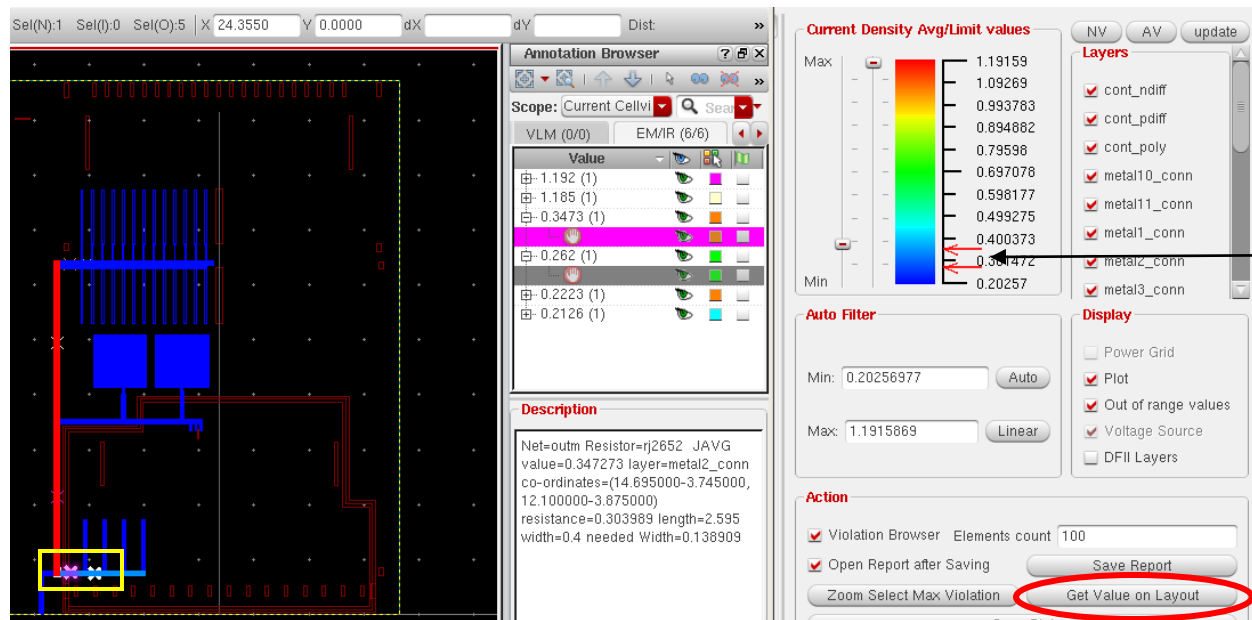 Sel(N):1 Sel(I):0 Sel(O):5 X 24.3550 Y 0.0000 dX dY Dist: »
Annotation Browser
»
Scope: Current Cellvi Sear
VLM (0/0) EM/IR (6/6)
Value
1.192 (1)
1.185 (1)
0.3473 (1)
0.262 (1)
0.2223 (1)
0.2126 (1)
Description
Net=outm Resistor=rj2652 JAVG
value=0.347273 layer=metal2_conn
co-ordinates=(14.695000-3.745000,
12.100000-3.875000)
resistance=0.303989 length=2.595
width=0.4 needed Width=0.138909
Current Density Avg/Limit values
Max
Min
1.19159
1.09269
0.993783
0.894882
0.79598
0.697078
0.598177
0.499275
0.400373
0.301472
0.20257
NV AV update
Layers
cont_ndiff
cont_pdiff
cont_poly
metal10_conn
metal11_conn
metal1_conn
metal2_conn
metal3_conn
Auto Filter
Min: 0.20256977 Auto
Max: 1.1915869 Linear
Display
Power Grid
Plot
Out of range values
Voltage Source
DFII Layers
Action
Violation Browser Elements count 100
Open Report after Saving Save Report
Zoom Select Max Violation Get Value on Layout